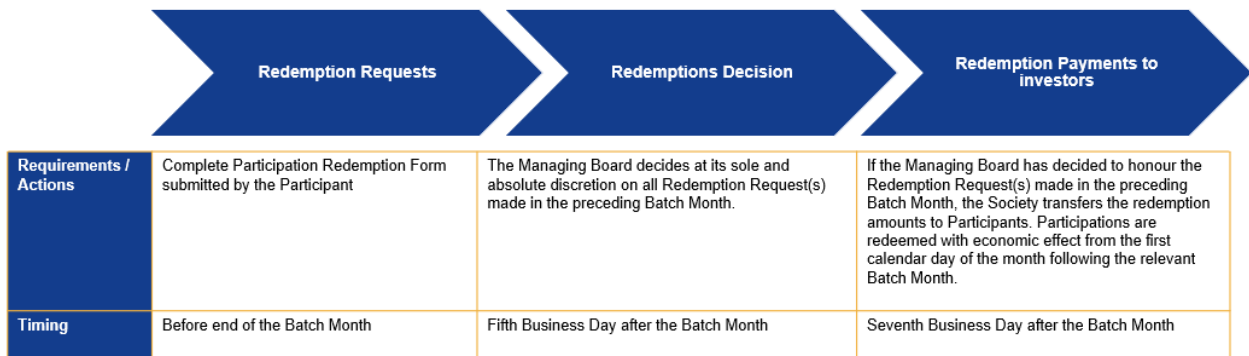 Redemption Requests
Redemptions Decision
Redemption Payments to
investors
Requirements /
Actions
Complete Participation Redemption Form
submitted by the Participant
The Managing Board decides at its sole and
absolute discretion on all Redemption Request(s)
made in the preceding Batch Month.
If the Managing Board has decided to honour the
Redemption Request(s) made in the preceding
Batch Month, the Society transfers the redemption
amounts to Participants. Participations are
redeemed with economic effect from the first
calendar day of the month following the relevant
Batch Month.
Timing
Before end of the Batch Month
Fifth Business Day after the Batch Month
Seventh Business Day after the Batch Month